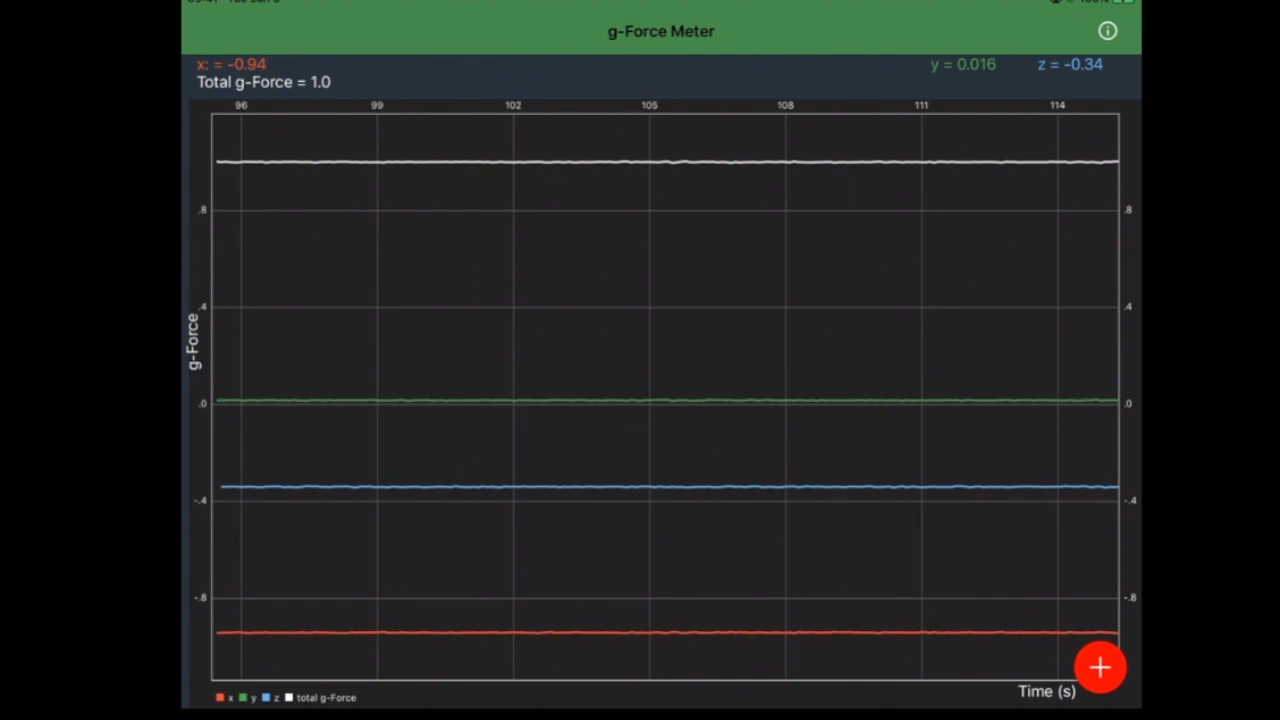 g-Force Meter
x: = -0.94 y = 0.016 z = -0.34
Total g-Force = 1.0
96 99 102 105 108 111 114
.8 .8
.4 .4
g-Force
.0 .0
-.4 -.4
-.8 -.8
Time (s)
x y z total g-Force